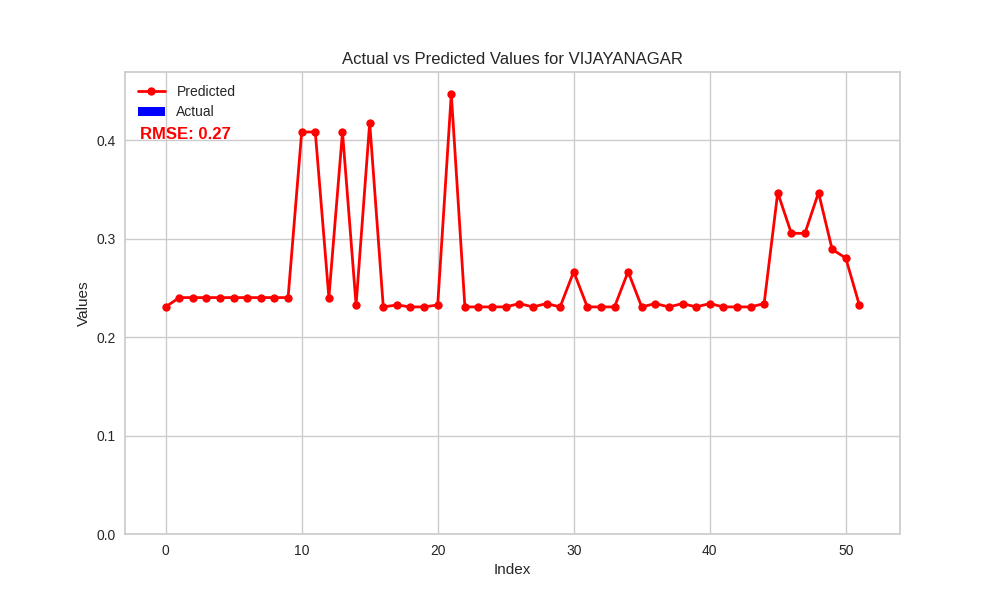 Actual vs Predicted Values for VIJAYANAGAR
Predicted
Actual
RMSE: 0.27
0.4
0.3
0.2
0.1
0.0
Values
0 10 20 30 40 50
Index